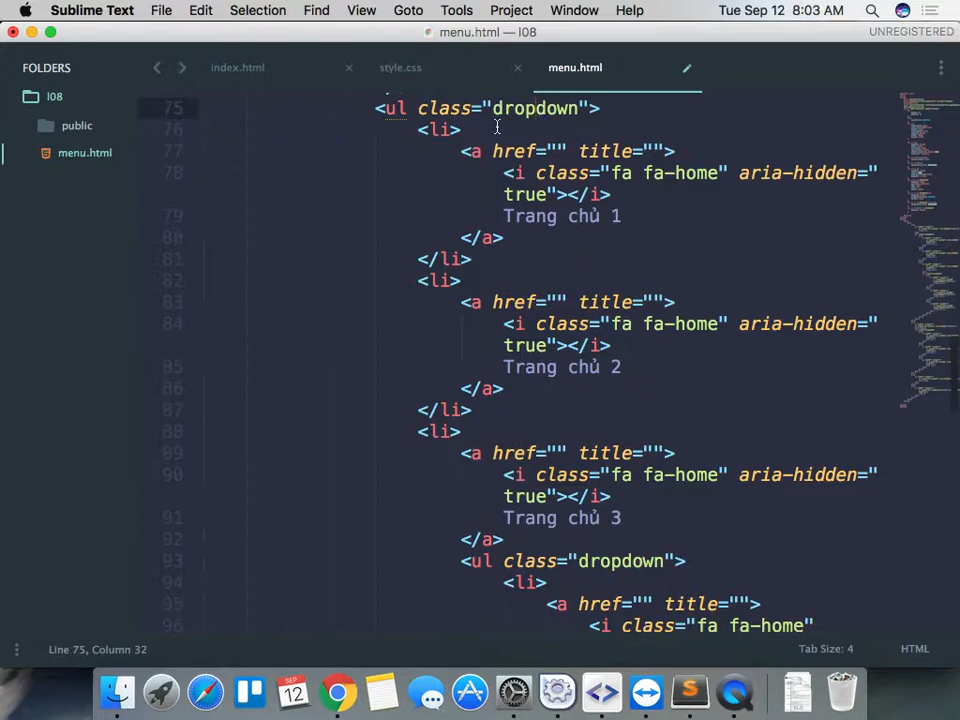 Sublime Text File Edit Selection Find View Goto Tools Project Window Help Tue Sep 12 8:03 AM
menu.html — l08 UNREGISTERED
FOLDERS
l08
public
menu.html
index.html × style.css × menu.html
75 <ul class="dropdown">
76 <li>
77 <a href="" title="">
78 <i class="fa fa-home" aria-hidden="
true"></i>
79 Trang chủ 1
80 </a>
81 </li>
82 <li>
83 <a href="" title="">
84 <i class="fa fa-home" aria-hidden="
true"></i>
85 Trang chủ 2
86 </a>
87 </li>
88 <li>
89 <a href="" title="">
90 <i class="fa fa-home" aria-hidden="
true"></i>
91 Trang chủ 3
92 </a>
93 <ul class="dropdown">
94 <li>
95 <a href="" title="">
96 <i class="fa fa-home"
Line 75, Column 32 Tab Size: 4 HTML
SEP
12